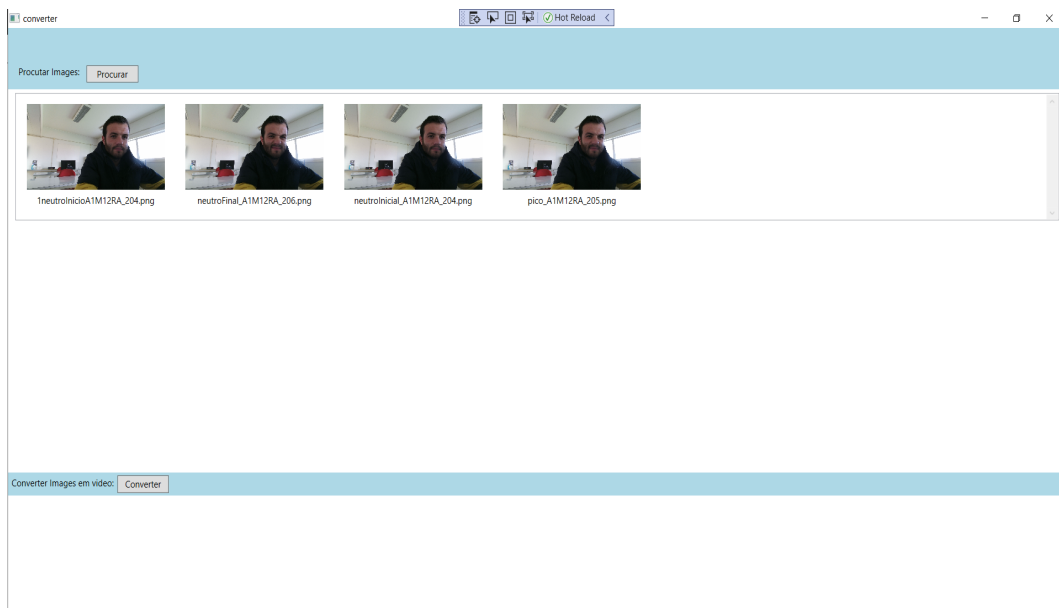 converter
Hot Reload
Procutar Images: Procurar
1neutroInicioA1M12RA_204.png
neutroFinal_A1M12RA_206.png
neutroInicial_A1M12RA_204.png
pico_A1M12RA_205.png
Converter Images em video: Converter